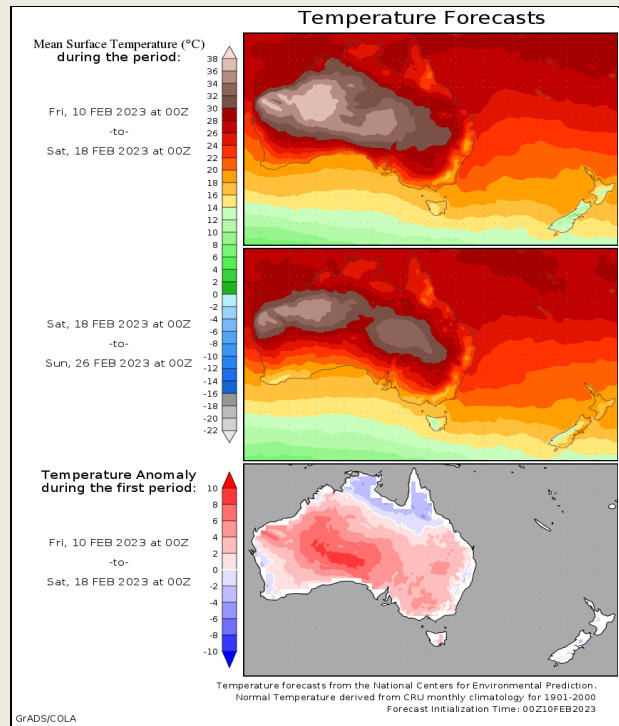 Temperature Forecasts
Mean Surface Temperature (°C)
during the period:
38
36
34
32
30
28
26
24
22
20
18
16
14
12
10
8
6
4
2
0
-2
-4
-6
-8
-10
-12
-14
-16
-18
-20
-22
Fri, 10 FEB 2023 at 00Z
-to-
Sat, 18 FEB 2023 at 00Z
Sat, 18 FEB 2023 at 00Z
-to-
Sun, 26 FEB 2023 at 00Z
Temperature Anomaly
during the first period:
10
8
6
4
2
0
-2
-4
-6
-8
-10
Fri, 10 FEB 2023 at 00Z
-to-
Sat, 18 FEB 2023 at 00Z
Temperature forecasts from the National Centers for Environmental Prediction.
Normal Temperature derived from CRU monthly climatology for 1901-2000
Forecast Initialization Time: 00Z10FEB2023
GrADS/COLA